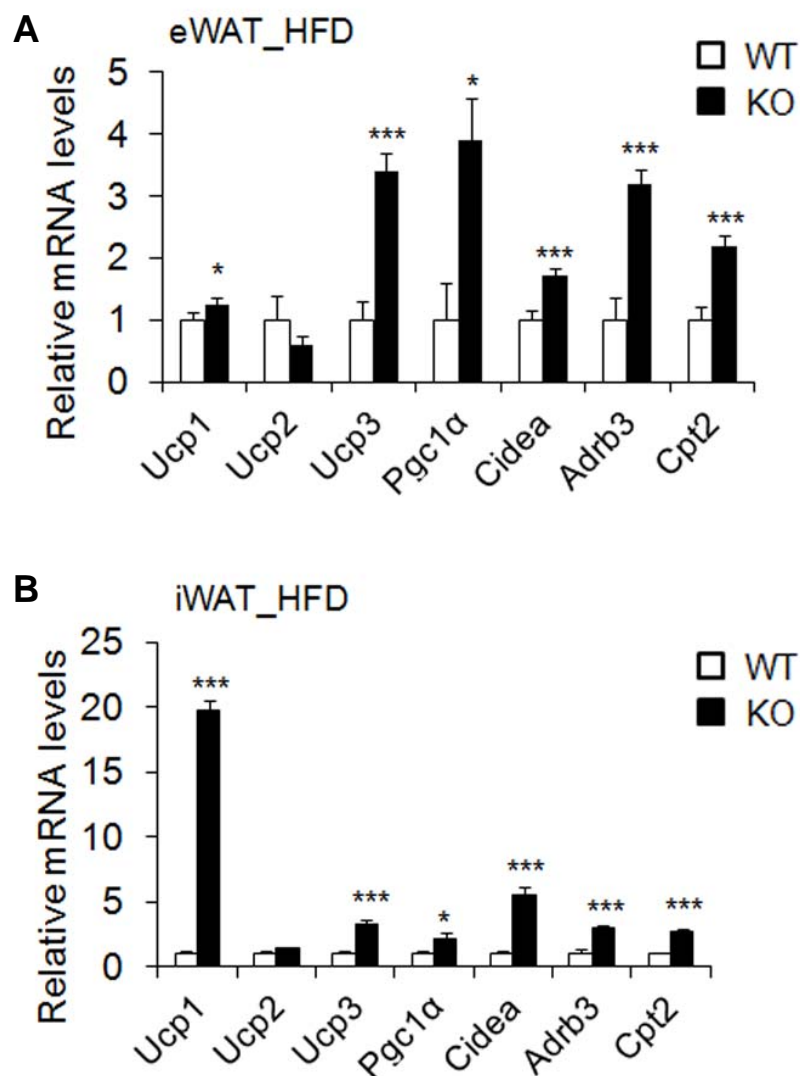 A
eWAT_HFD
WT
KO
Relative mRNA levels
5
4
3
2
1
0
*
***
*
***
***
***
Ucp1
Ucp2
Ucp3
Pgc1α
Cidea
Adrb3
Cpt2
B
iWAT_HFD
WT
KO
Relative mRNA levels
25
20
15
10
5
0
***
***
*
***
***
***
Ucp1
Ucp2
Ucp3
Pgc1α
Cidea
Adrb3
Cpt2